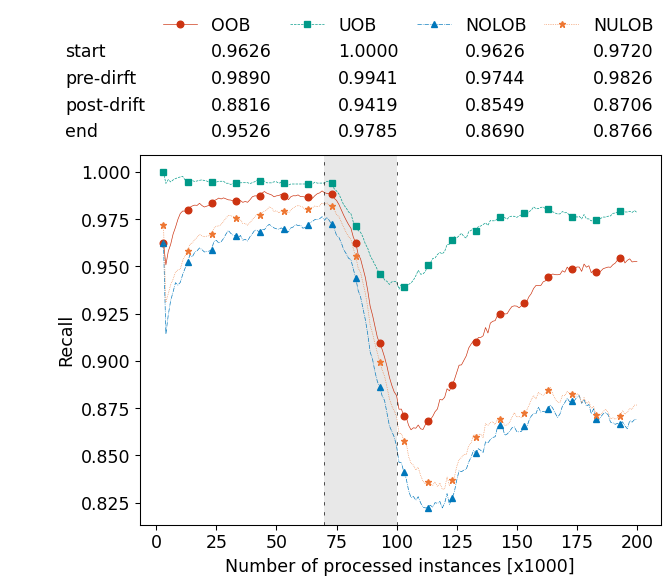 OOB UOB NOLOB NULOB
start 0.9626 1.0000 0.9626 0.9720
pre-dirft 0.9890 0.9941 0.9744 0.9826
post-drift 0.8816 0.9419 0.8549 0.8706
end 0.9526 0.9785 0.8690 0.8766
1.000
0.975
0.950
0.925
0.900
0.875
0.850
0.825
Recall
0 25 50 75 100 125 150 175 200
Number of processed instances [x1000]